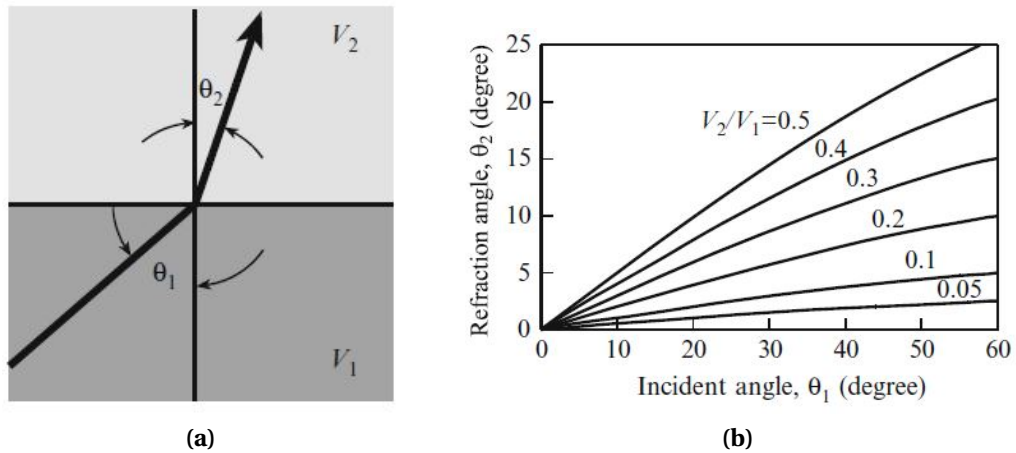 V₂
θ₂
θ₁
V₁
(a)
Refraction angle, θ₂ (degree)
25
20
15
10
5
0
V₂/V₁=0.5
0.4
0.3
0.2
0.1
0.05
0 10 20 30 40 50 60
Incident angle, θ₁ (degree)
(b)